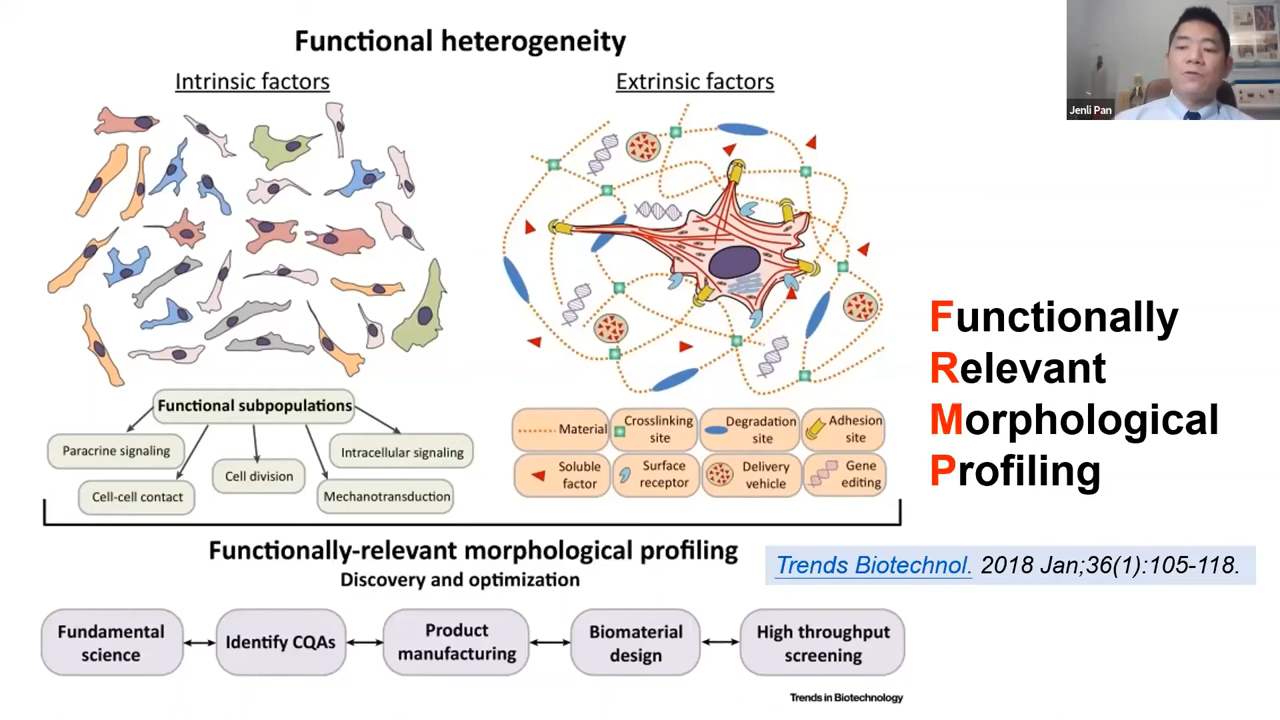 Functional heterogeneity
Intrinsic factors
Extrinsic factors
Jenli Pan
Functional subpopulations
Paracrine signaling
Intracellular signaling
Cell division
Cell-cell contact
Mechanotransduction
Material
Crosslinking
site
Degradation
site
Adhesion
site
Soluble
factor
Surface
receptor
Delivery
vehicle
Gene
editing
Functionally
Relevant
Morphological
Profiling
Functionally-relevant morphological profiling
Discovery and optimization
Trends Biotechnol. 2018 Jan;36(1):105-118.
Fundamental
science
Identify CQAs
Product
manufacturing
Biomaterial
design
High throughput
screening
Trends in Biotechnology